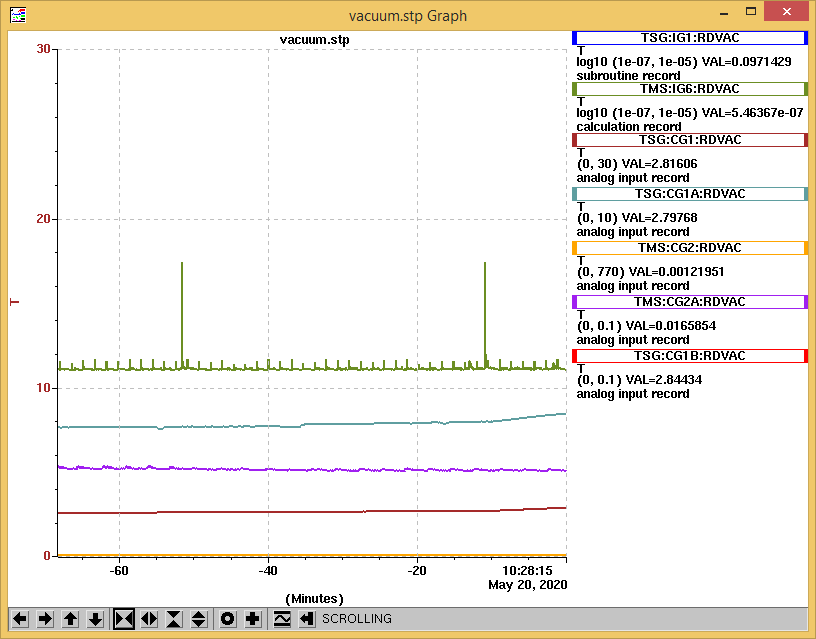 vacuum.stp Graph
vacuum.stp
30
20
10
0
T
-60
-40
-20
10:28:15
May 20, 2020
(Minutes)
TSG:IG1:RDVAC
T
log10 (1e-07, 1e-05) VAL=0.0971429
subroutine record
TMS:IG6:RDVAC
T
log10 (1e-07, 1e-05) VAL=5.46367e-07
calculation record
TSG:CG1:RDVAC
T
(0, 30) VAL=2.81606
analog input record
TSG:CG1A:RDVAC
T
(0, 10) VAL=2.79768
analog input record
TMS:CG2:RDVAC
T
(0, 770) VAL=0.00121951
analog input record
TMS:CG2A:RDVAC
T
(0, 0.1) VAL=0.0165854
analog input record
TSG:CG1B:RDVAC
T
(0, 0.1) VAL=2.84434
analog input record
SCROLLING